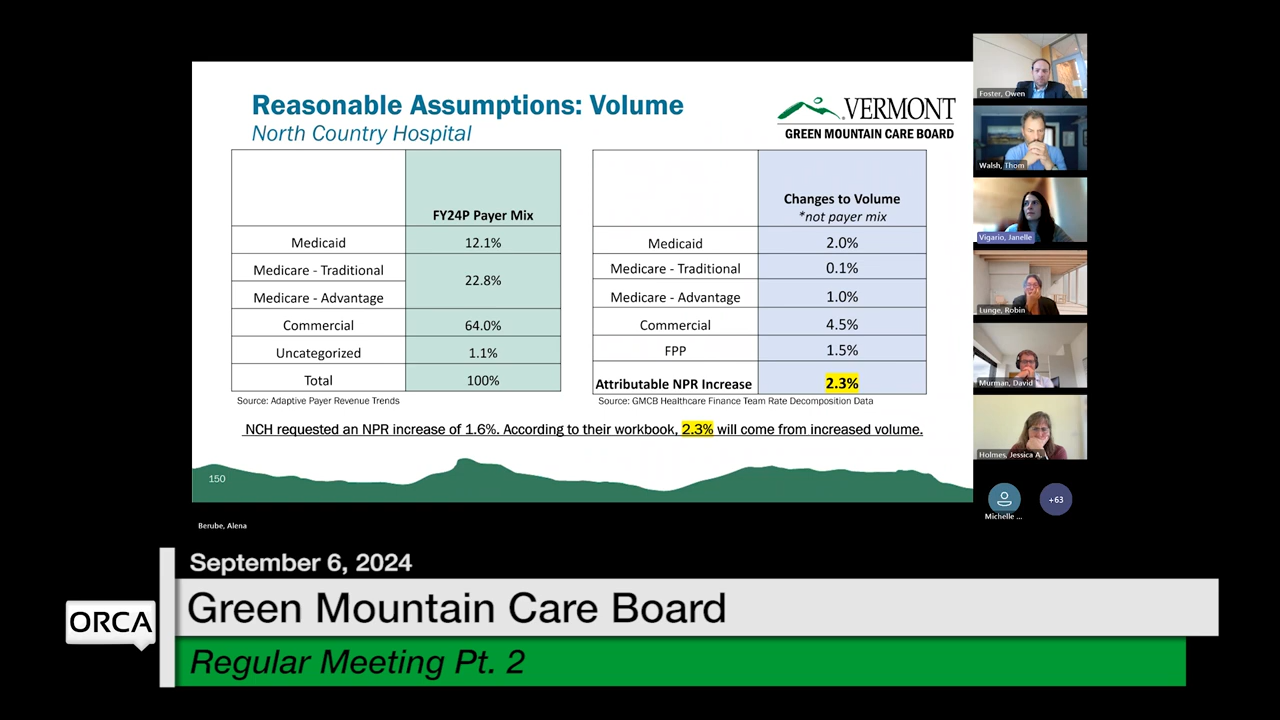 Reasonable Assumptions: Volume
North Country Hospital
VERMONT
GREEN MOUNTAIN CARE BOARD
FY24P Payer Mix
Medicaid 12.1%
Medicare - Traditional
22.8%
Medicare - Advantage
Commercial 64.0%
Uncategorized 1.1%
Total 100%
Source: Adaptive Payer Revenue Trends
Changes to Volume
*not payer mix
Medicaid 2.0%
Medicare - Traditional 0.1%
Medicare - Advantage 1.0%
Commercial 4.5%
FPP 1.5%
Attributable NPR Increase 2.3%
Source: GMCB Healthcare Finance Team Rate Decomposition Data
NCH requested an NPR increase of 1.6%. According to their workbook, 2.3% will come from increased volume.
150
Foster, Owen
Walsh, Thom
Vigario, Janelle
Lunge, Robin
Murman, David
Holmes, Jessica A.
Michelle ...
+63
Berube, Alena
September 6, 2024
ORCA
Green Mountain Care Board
Regular Meeting Pt. 2